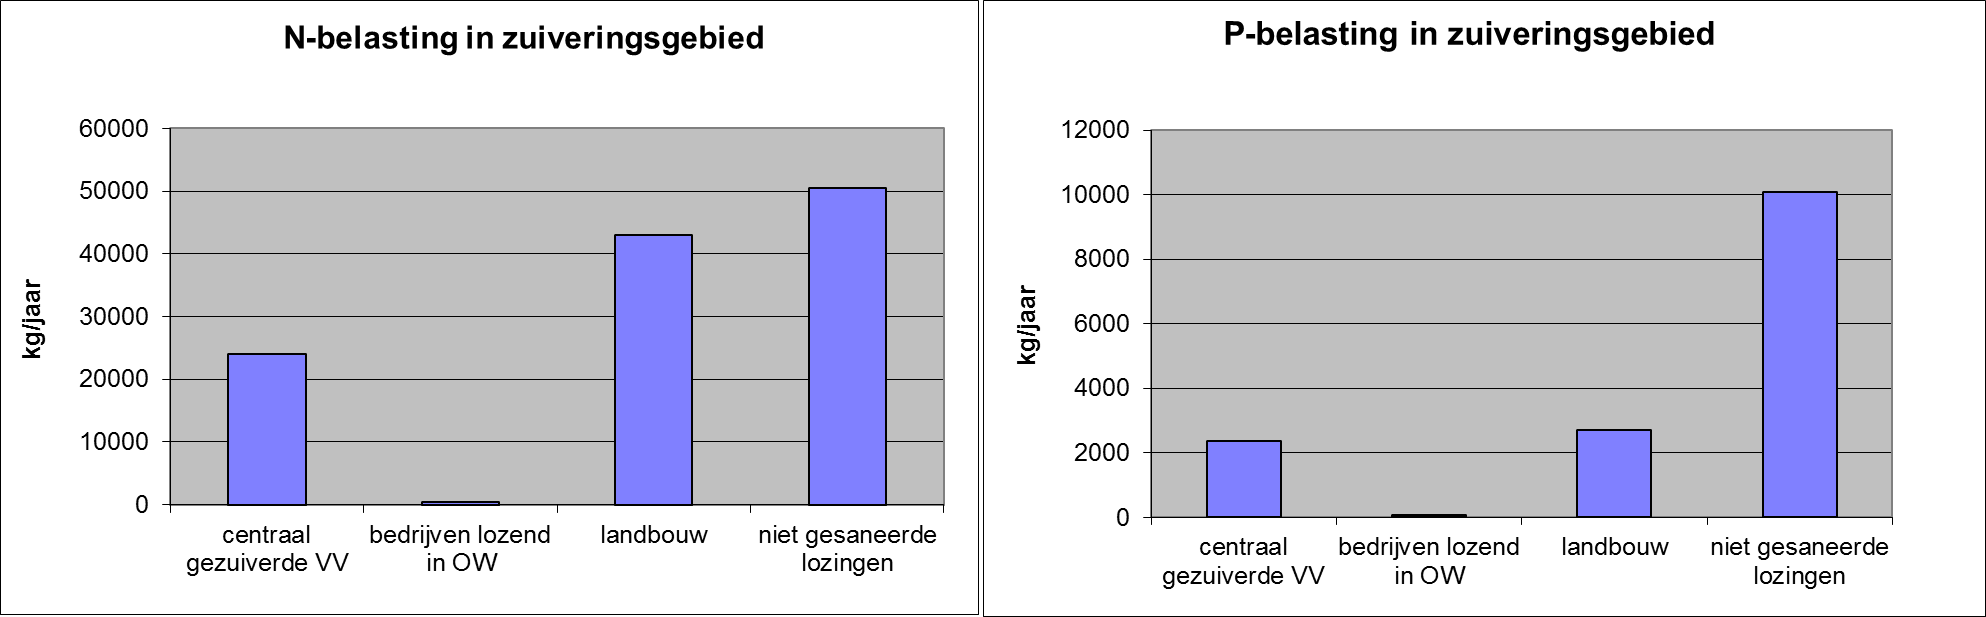 N-belasting in zuiveringsgebied
60000
50000
40000
30000
20000
10000
0
kg/jaar
centraal
gezuiverde VV
bedrijven lozend
in OW
landbouw
niet gesaneerde
lozingen
P-belasting in zuiveringsgebied
12000
10000
8000
6000
4000
2000
0
kg/jaar
centraal
gezuiverde VV
bedrijven lozend
in OW
landbouw
niet gesaneerde
lozingen